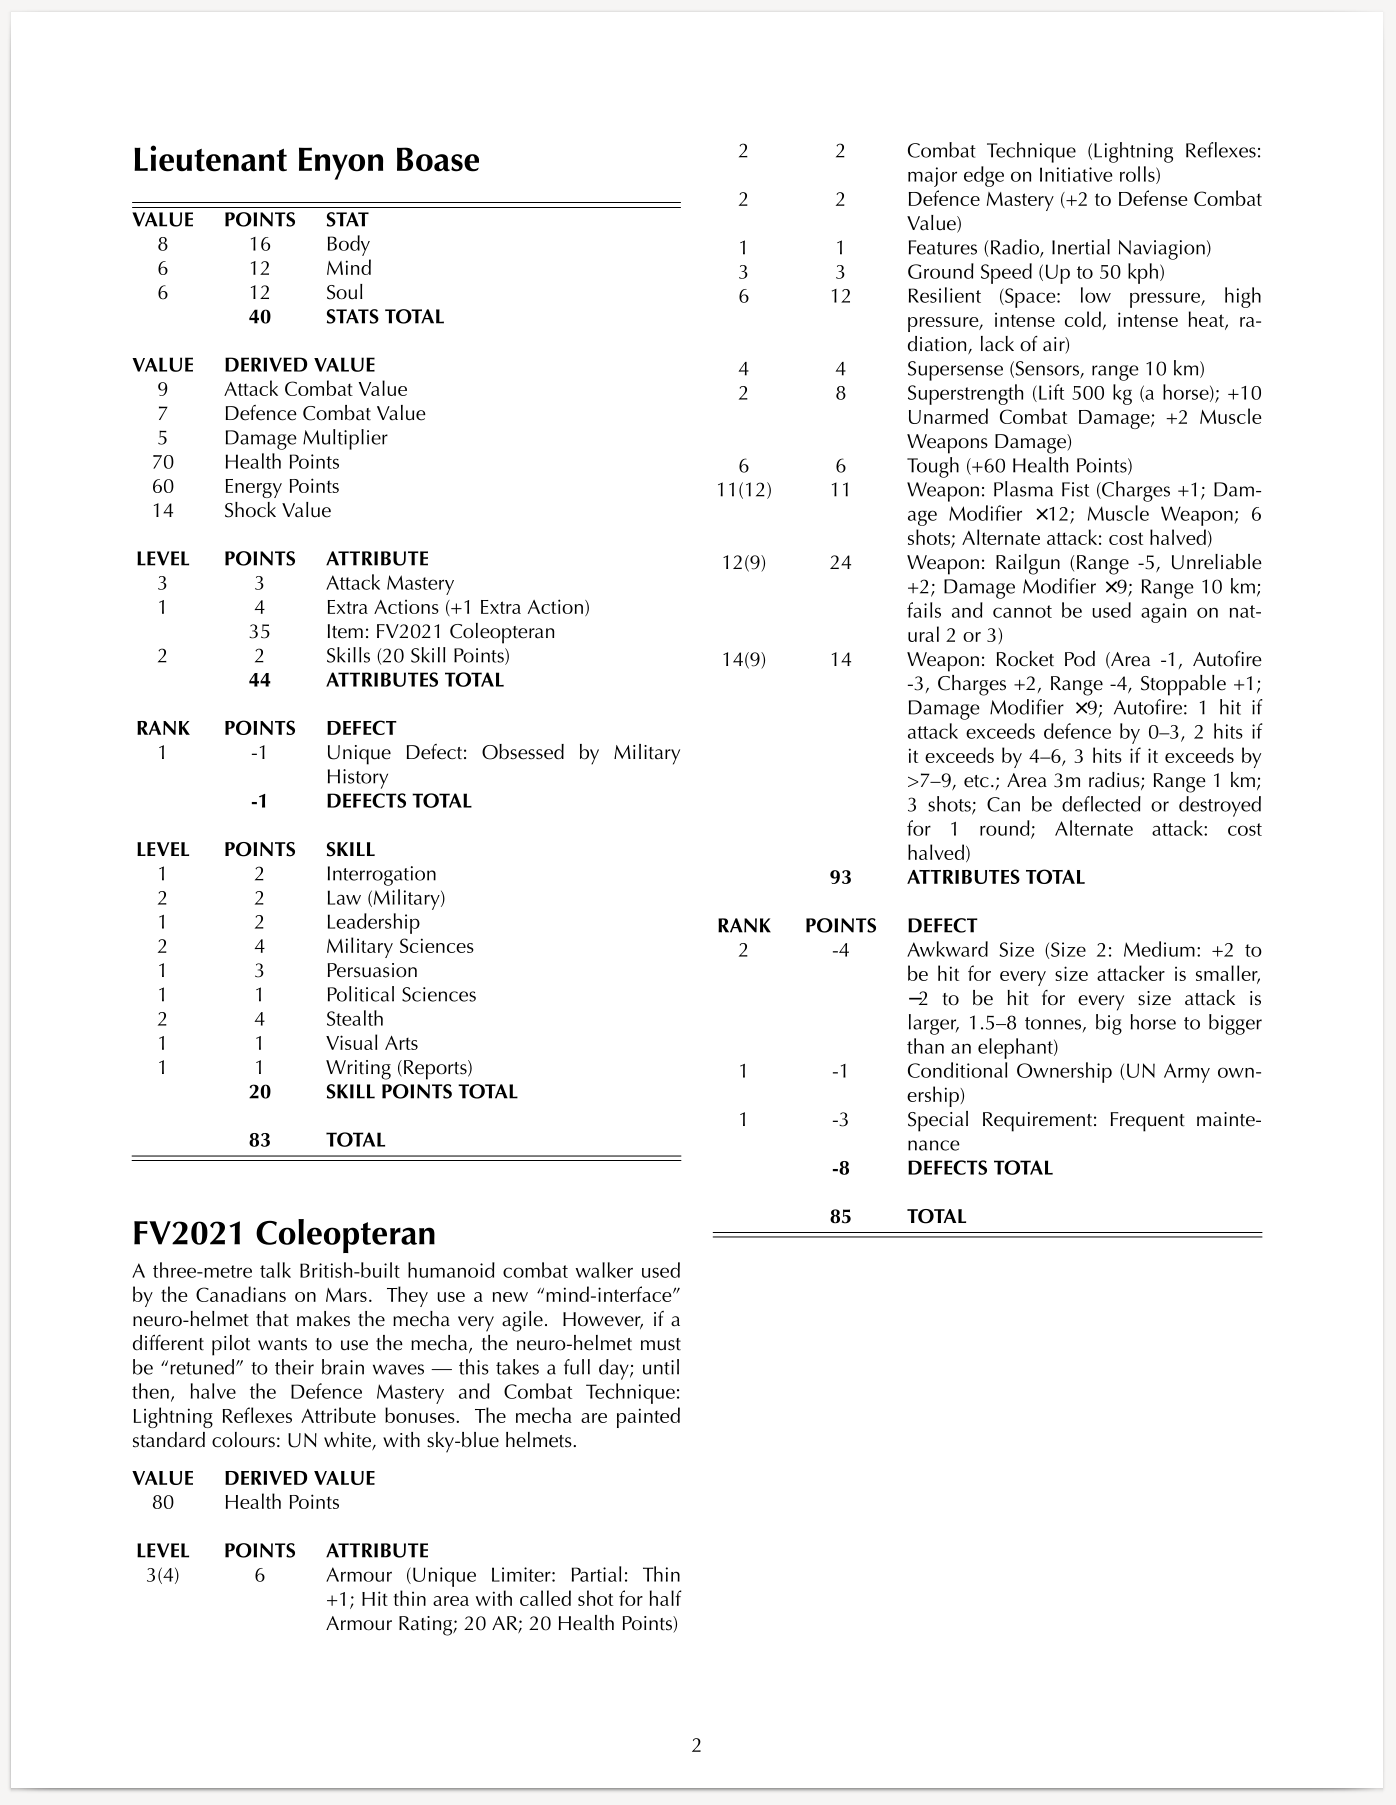 Lieutenant Enyon Boase
VALUE POINTS STAT
8 16 Body
6 12 Mind
6 12 Soul
40 STATS TOTAL
VALUE DERIVED VALUE
9 Attack Combat Value
7 Defence Combat Value
5 Damage Multiplier
70 Health Points
60 Energy Points
14 Shock Value
LEVEL POINTS ATTRIBUTE
3 3 Attack Mastery
1 4 Extra Actions (+1 Extra Action)
35 Item: FV2021 Coleopteran
2 2 Skills (20 Skill Points)
44 ATTRIBUTES TOTAL
RANK POINTS DEFECT
1 -1 Unique Defect: Obsessed by Military
History
-1 DEFECTS TOTAL
LEVEL POINTS SKILL
1 2 Interrogation
2 2 Law (Military)
1 2 Leadership
2 4 Military Sciences
1 3 Persuasion
1 1 Political Sciences
2 4 Stealth
1 1 Visual Arts
1 1 Writing (Reports)
20 SKILL POINTS TOTAL
83 TOTAL
FV2021 Coleopteran
A three-metre talk British-built humanoid combat walker used
by the Canadians on Mars. They use a new “mind-interface”
neuro-helmet that makes the mecha very agile. However, if a
different pilot wants to use the mecha, the neuro-helmet must
be “retuned” to their brain waves — this takes a full day; until
then, halve the Defence Mastery and Combat Technique:
Lightning Reflexes Attribute bonuses. The mecha are painted
standard colours: UN white, with sky-blue helmets.
VALUE DERIVED VALUE
80 Health Points
LEVEL POINTS ATTRIBUTE
3(4) 6 Armour (Unique Limiter: Partial: Thin
+1; Hit thin area with called shot for half
Armour Rating; 20 AR; 20 Health Points)
2 2 Combat Technique (Lightning Reflexes:
major edge on Initiative rolls)
2 2 Defence Mastery (+2 to Defense Combat
Value)
1 1 Features (Radio, Inertial Naviagion)
3 3 Ground Speed (Up to 50 kph)
6 12 Resilient (Space: low pressure, high
pressure, intense cold, intense heat, ra-
diation, lack of air)
4 4 Supersense (Sensors, range 10 km)
2 8 Superstrength (Lift 500 kg (a horse); +10
Unarmed Combat Damage; +2 Muscle
Weapons Damage)
6 6 Tough (+60 Health Points)
11(12) 11 Weapon: Plasma Fist (Charges +1; Dam-
age Modifier ×12; Muscle Weapon; 6
shots; Alternate attack: cost halved)
12(9) 24 Weapon: Railgun (Range -5, Unreliable
+2; Damage Modifier ×9; Range 10 km;
fails and cannot be used again on nat-
ural 2 or 3)
14(9) 14 Weapon: Rocket Pod (Area -1, Autofire
-3, Charges +2, Range -4, Stoppable +1;
Damage Modifier ×9; Autofire: 1 hit if
attack exceeds defence by 0–3, 2 hits if
it exceeds by 4–6, 3 hits if it exceeds by
>7–9, etc.; Area 3m radius; Range 1 km;
3 shots; Can be deflected or destroyed
for 1 round; Alternate attack: cost
halved)
93 ATTRIBUTES TOTAL
RANK POINTS DEFECT
2 -4 Awkward Size (Size 2: Medium: +2 to
be hit for every size attacker is smaller,
−2 to be hit for every size attack is
larger, 1.5–8 tonnes, big horse to bigger
than an elephant)
1 -1 Conditional Ownership (UN Army own-
ership)
1 -3 Special Requirement: Frequent mainte-
nance
-8 DEFECTS TOTAL
85 TOTAL
2